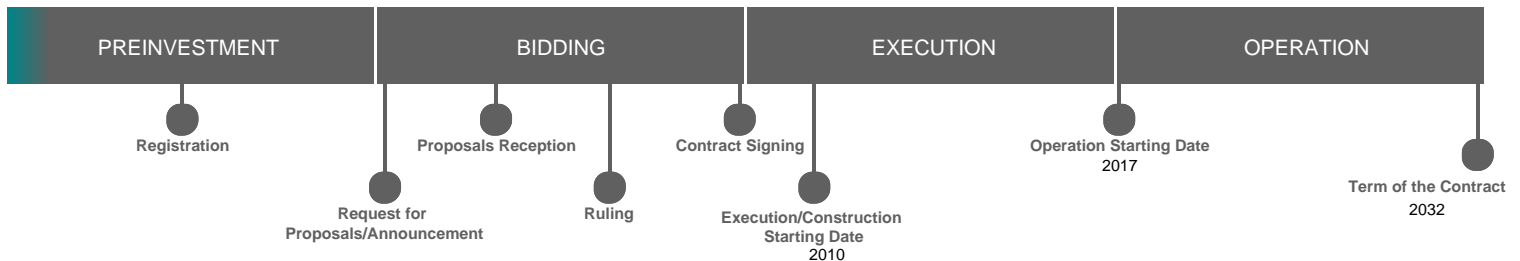 PREINVESTMENT
BIDDING
EXECUTION
OPERATION
Registration
Request for
Proposals/Announcement
Proposals Reception
Ruling
Contract Signing
Execution/Construction
Starting Date
2010
Operation Starting Date
2017
Term of the Contract
2032